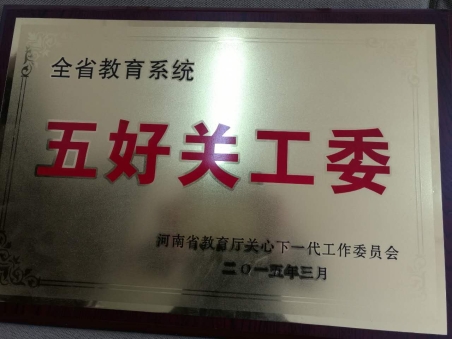 全省教育系统
五好关工委
河南省教育厅关心下一代工作委员会
二〇一五年三月